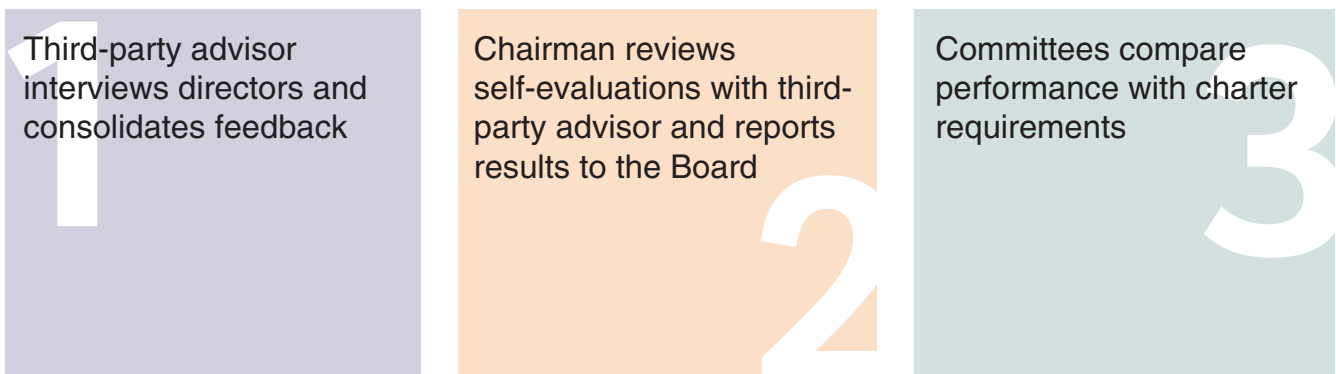 1
Third-party advisor
interviews directors and
consolidates feedback
Chairman reviews
self-evaluations with third-
party advisor and reports
results to the Board
2
Committees compare
performance with charter
requirements
3